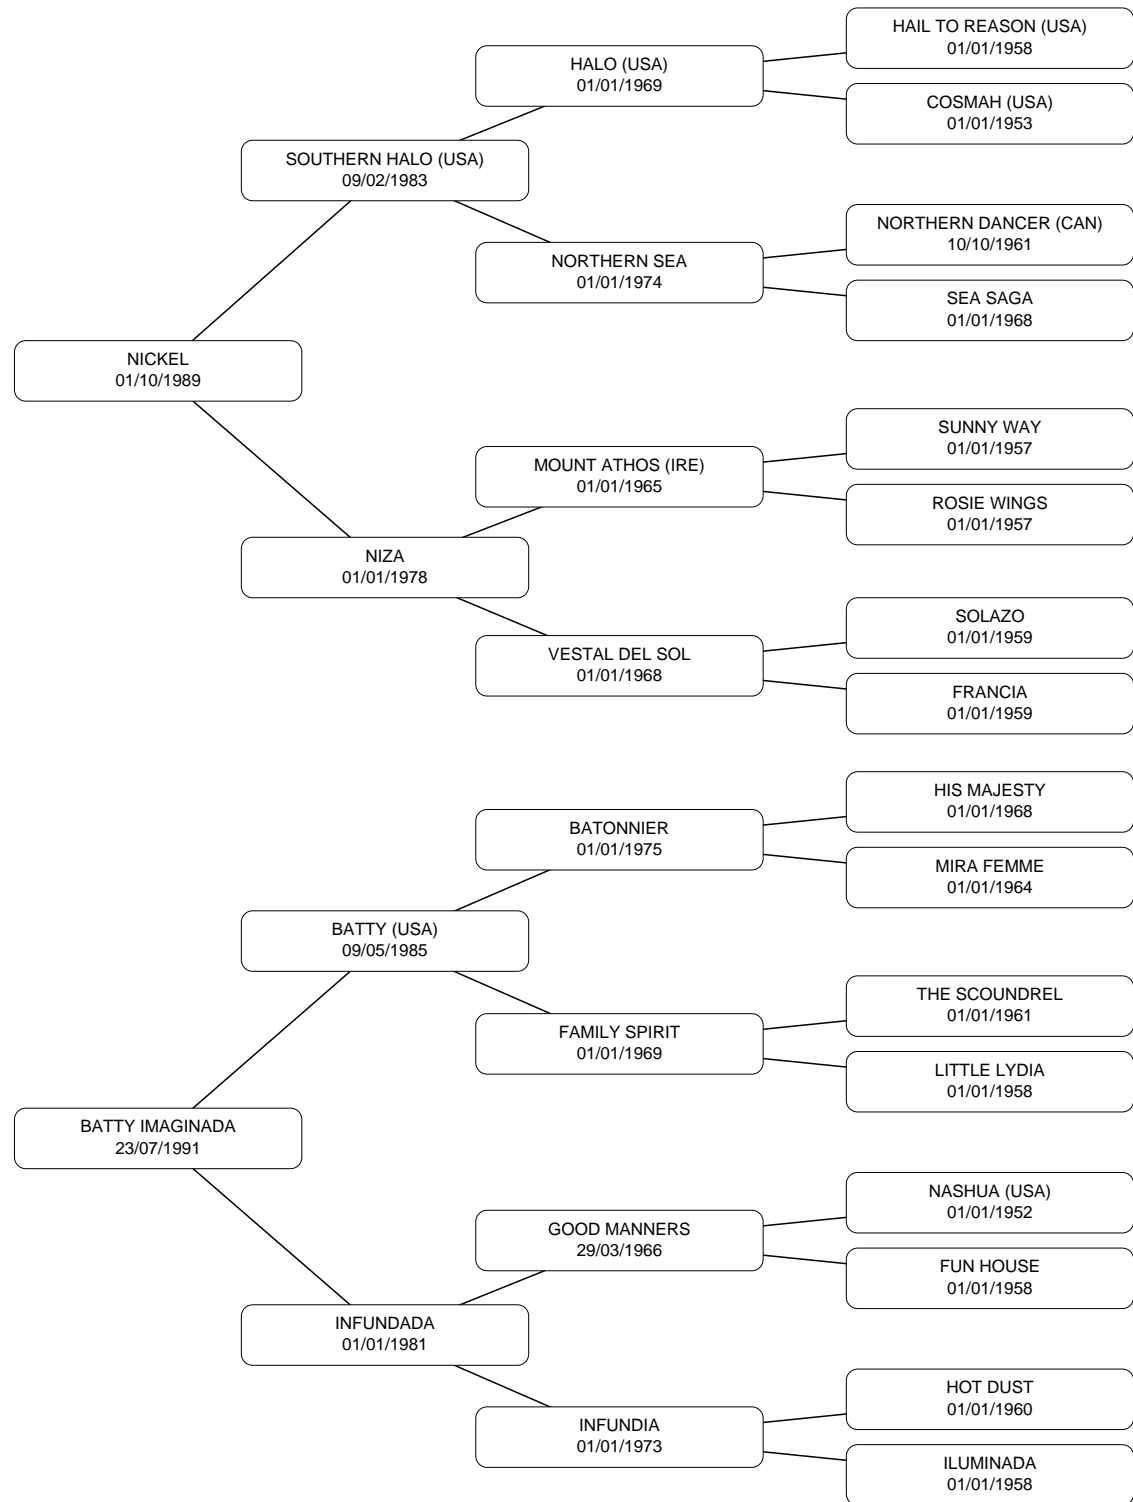 HAIL TO REASON (USA)
01/01/1958
HALO (USA)
01/01/1969
COSMAH (USA)
01/01/1953
SOUTHERN HALO (USA)
09/02/1983
NORTHERN DANCER (CAN)
10/10/1961
NORTHERN SEA
01/01/1974
SEA SAGA
01/01/1968
NICKEL
01/10/1989
SUNNY WAY
01/01/1957
MOUNT ATHOS (IRE)
01/01/1965
ROSIE WINGS
01/01/1957
NIZA
01/01/1978
SOLAZO
01/01/1959
VESTAL DEL SOL
01/01/1968
FRANCIA
01/01/1959
HIS MAJESTY
01/01/1968
BATONNIER
01/01/1975
MIRA FEMME
01/01/1964
BATTY (USA)
09/05/1985
THE SCOUNDREL
01/01/1961
FAMILY SPIRIT
01/01/1969
LITTLE LYDIA
01/01/1958
BATTY IMAGINADA
23/07/1991
NASHUA (USA)
01/01/1952
GOOD MANNERS
29/03/1966
FUN HOUSE
01/01/1958
INFUNDADA
01/01/1981
HOT DUST
01/01/1960
INFUNDIA
01/01/1973
ILUMINADA
01/01/1958